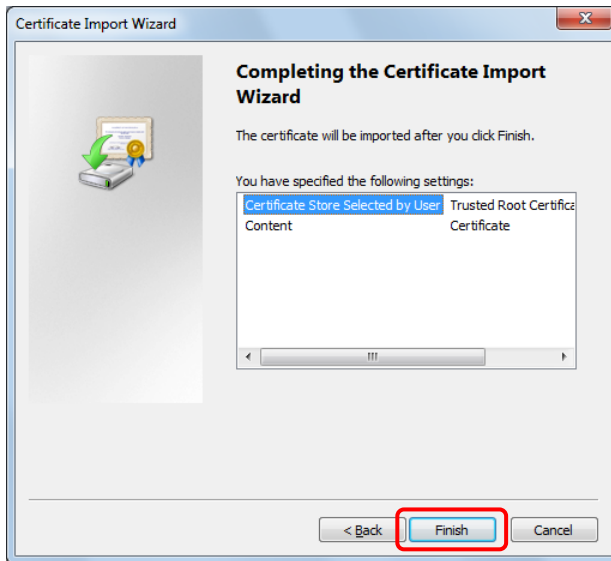 Certificate Import Wizard
Completing the Certificate Import
Wizard
The certificate will be imported after you click Finish.
You have specified the following settings:
Certificate Store Selected by User Trusted Root Certifica
Content Certificate
< Back Finish Cancel